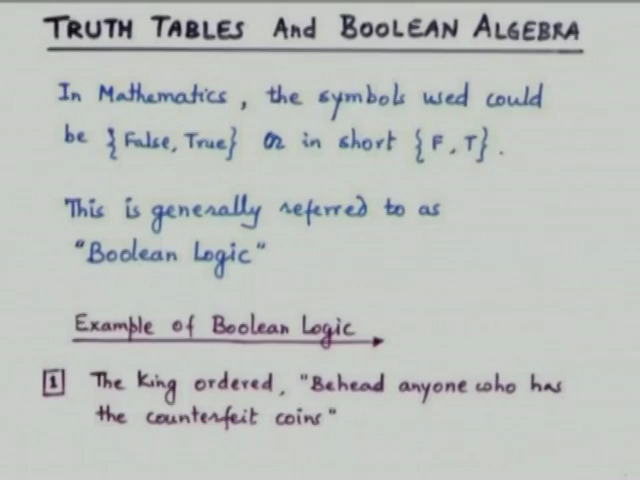 TRUTH TABLES And BOOLEAN ALGEBRA
In Mathematics, the symbols used could
be {False, True} or in short {F, T}.
This is generally referred to as
"Boolean Logic"
Example of Boolean Logic
1 The King ordered, "Behead anyone who has
the counterfeit coins"